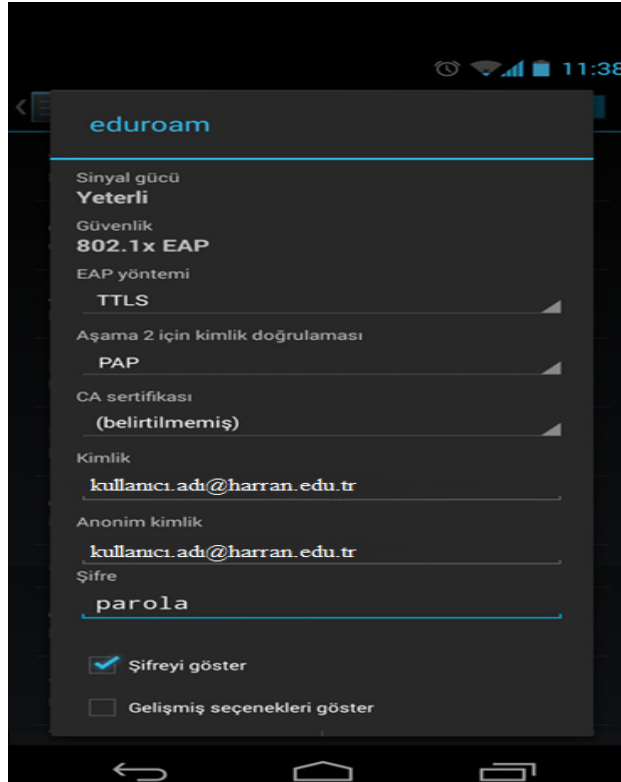 11:38
eduroam
Sinyal gücü
Yeterli
Güvenlik
802.1x EAP
EAP yöntemi
TTLS
Aşama 2 için kimlik doğrulaması
PAP
CA sertifikası
(belirtilmemiş)
Kimlik
kullanıcı.adı@harran.edu.tr
Anonim kimlik
kullanıcı.adı@harran.edu.tr
Şifre
parola
Şifreyi göster
Gelişmiş seçenekleri göster